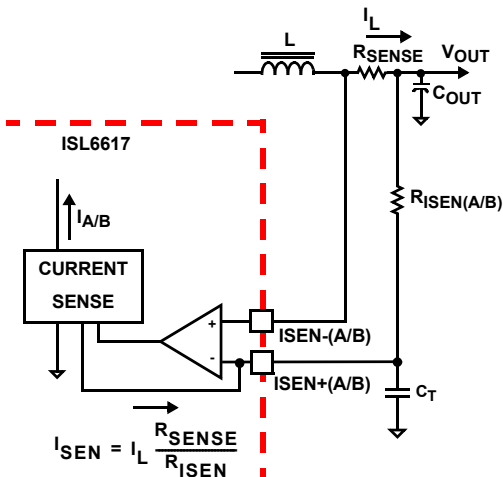 I_L
L
R_SENSE
V_OUT
C_OUT
ISL6617
R_ISEN(A/B)
I_A/B
CURRENT
SENSE
+
-
ISEN-(A/B)
ISEN+(A/B)
C_T
I_SEN = I_L R_SENSE / R_ISEN